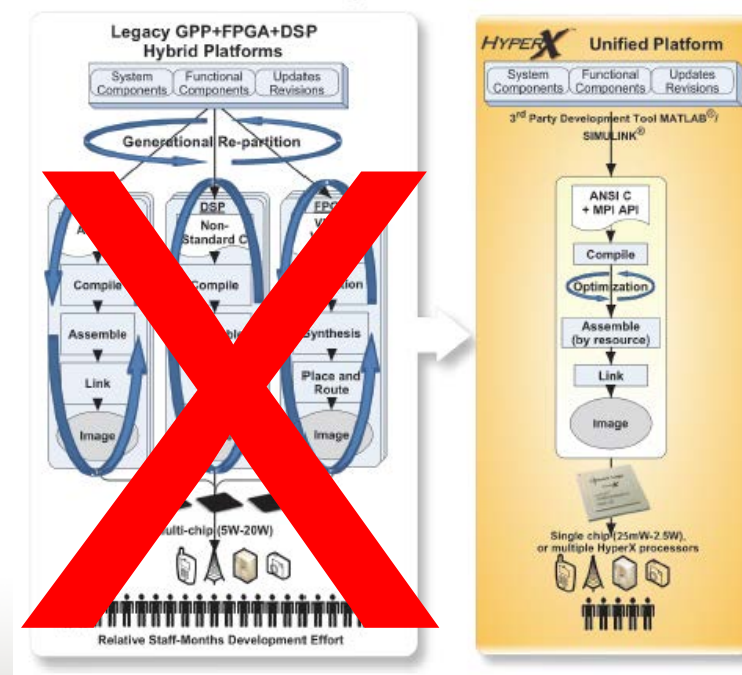 Legacy GPP+FPGA+DSP
Hybrid Platforms
System
Components
Functional
Components
Updates
Revisions
Generational Re-partition
DSP
Non-
Standard C
Compile
Compile
Assemble
Synthesis
Link
Place and
Route
Image
Image
(5W-20W)
Relative Staff-Months Development Effort
HYPERX Unified Platform
System
Components
Functional
Components
Updates
Revisions
3rd Party Development Tool MATLAB®/
SIMULINK®
ANSI C
+ MPI API
Compile
Optimization
Assemble
(by resource)
Link
Image
Single chip (25mW-2.5W),
or multiple HyperX processors